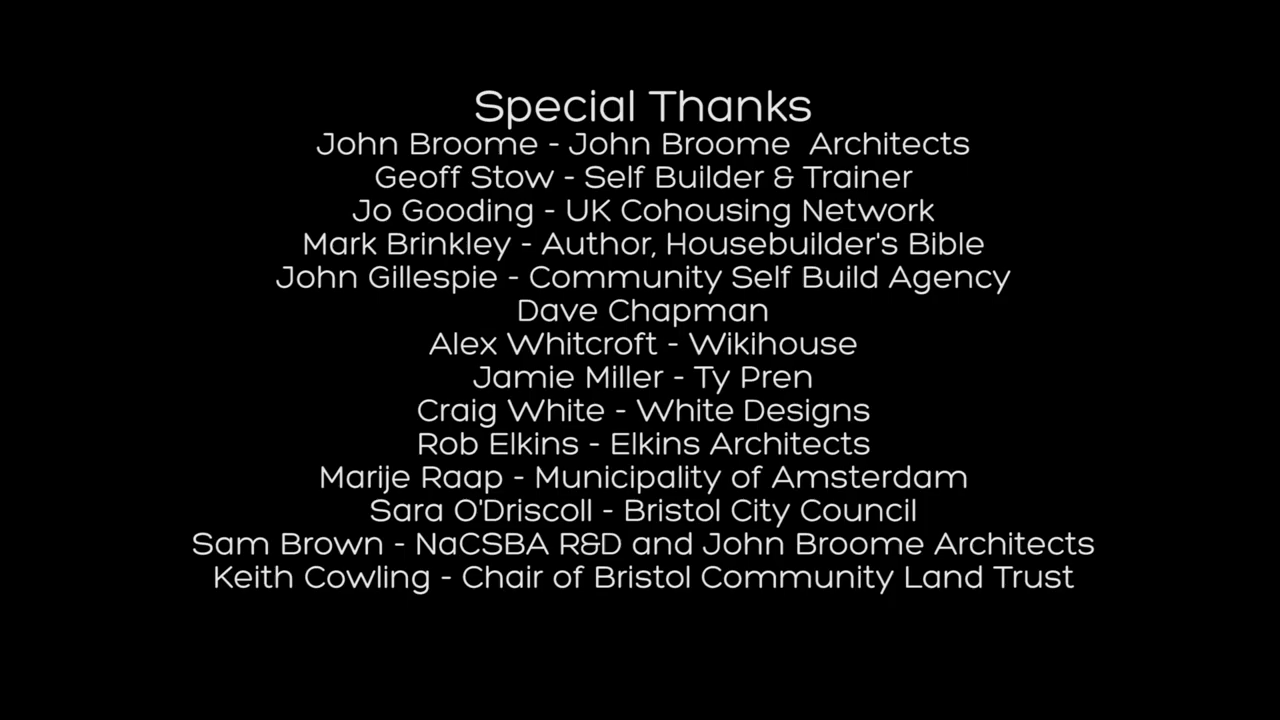 Special Thanks
John Broome - John Broome  Architects
Geoff Stow - Self Builder & Trainer
Jo Gooding - UK Cohousing Network
Mark Brinkley - Author, Housebuilder's Bible
John Gillespie - Community Self Build Agency
Dave Chapman
Alex Whitcroft - Wikihouse
Jamie Miller - Ty Pren
Craig White - White Designs
Rob Elkins - Elkins Architects
Marije Raap - Municipality of Amsterdam
Sara O'Driscoll - Bristol City Council
Sam Brown - NaCSBA R&D and John Broome Architects
Keith Cowling - Chair of Bristol Community Land Trust